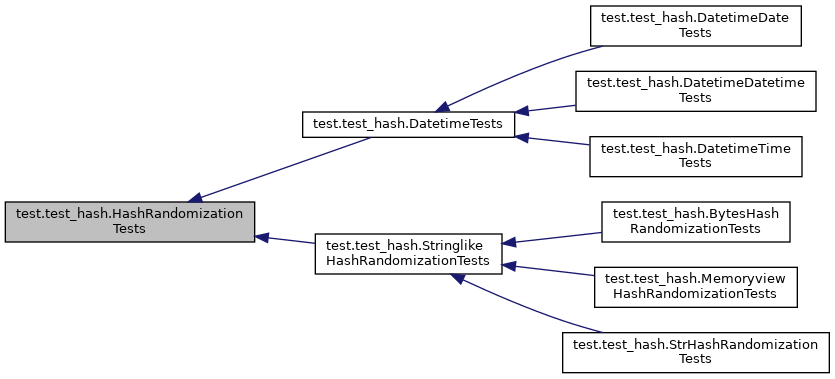 test.test_hash.DatetimeDate
Tests
test.test_hash.DatetimeDatetime
Tests
test.test_hash.DatetimeTests
test.test_hash.DatetimeTime
Tests
test.test_hash.HashRandomization
Tests
test.test_hash.BytesHash
RandomizationTests
test.test_hash.Stringlike
HashRandomizationTests
test.test_hash.Memoryview
HashRandomizationTests
test.test_hash.StrHashRandomization
Tests